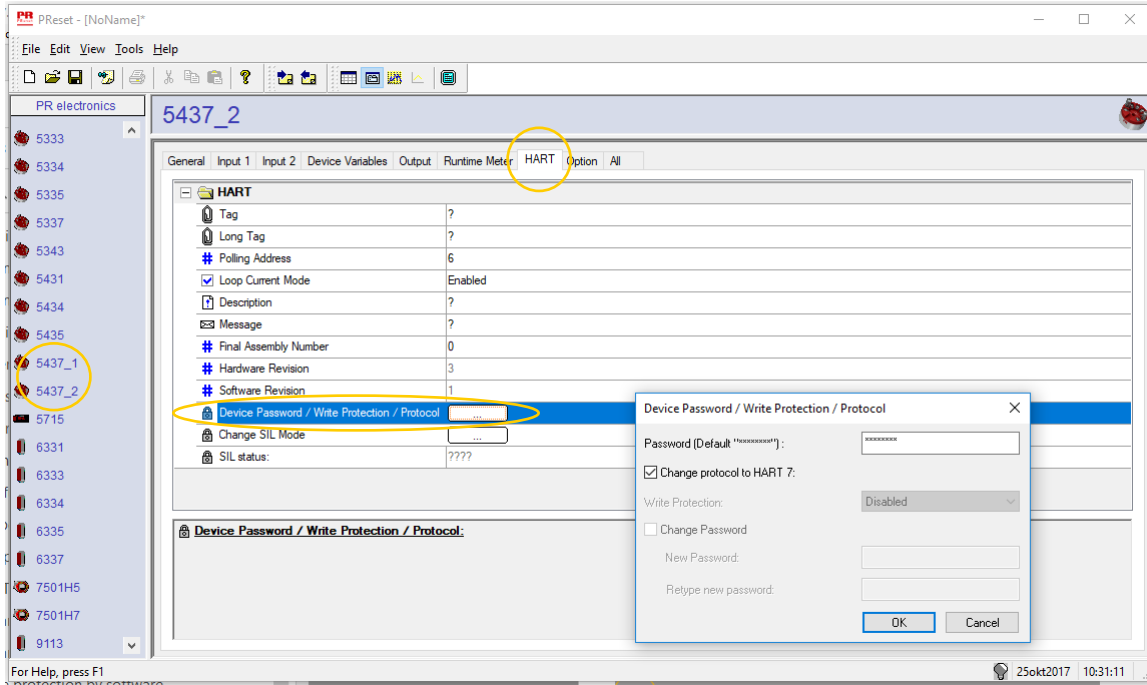 PR PReset - [NoName]*
File Edit View Tools Help
PR electronics
5333
5334
5335
5337
5343
5431
5434
5435
5437_1
5437_2
5715
6331
6333
6334
6335
6337
7501H5
7501H7
9113
5437_2
General Input 1 Input 2 Device Variables Output Runtime Meter HART Option All
HART
Tag ?
Long Tag ?
Polling Address 6
Loop Current Mode Enabled
Description ?
Message ?
Final Assembly Number 0
Hardware Revision 3
Software Revision 1
Device Password / Write Protection / Protocol ...
Change SIL Mode ...
SIL status: ????
Device Password / Write Protection / Protocol:
Device Password / Write Protection / Protocol
Password (Default "********") : ********
Change protocol to HART 7:
Write Protection: Disabled
Change Password
New Password:
Retype new password:
OK Cancel
For Help, press F1 25okt2017 10:31:11